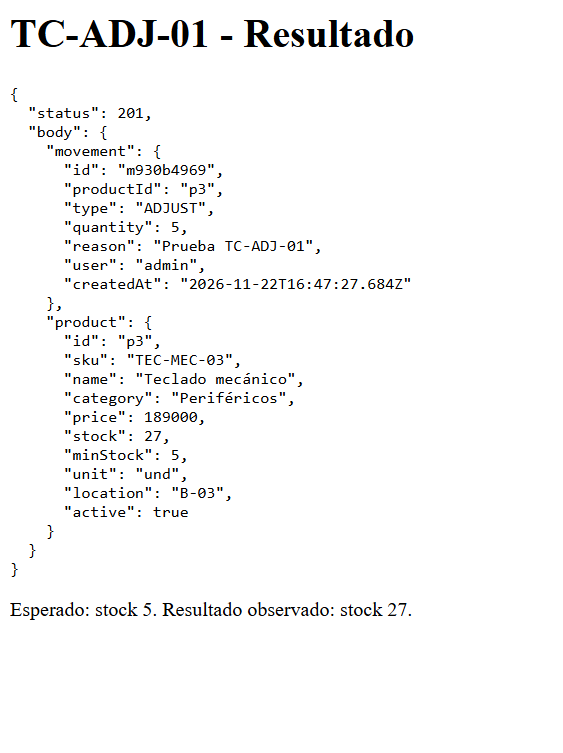 TC-ADJ-01 - Resultado
{
  "status": 201,
  "body": {
    "movement": {
      "id": "m930b4969",
      "productId": "p3",
      "type": "ADJUST",
      "quantity": 5,
      "reason": "Prueba TC-ADJ-01",
      "user": "admin",
      "createdAt": "2026-11-22T16:47:27.684Z"
    },
    "product": {
      "id": "p3",
      "sku": "TEC-MEC-03",
      "name": "Teclado mecánico",
      "category": "Periféricos",
      "price": 189000,
      "stock": 27,
      "minStock": 5,
      "unit": "und",
      "location": "B-03",
      "active": true
    }
  }
}
Esperado: stock 5. Resultado observado: stock 27.